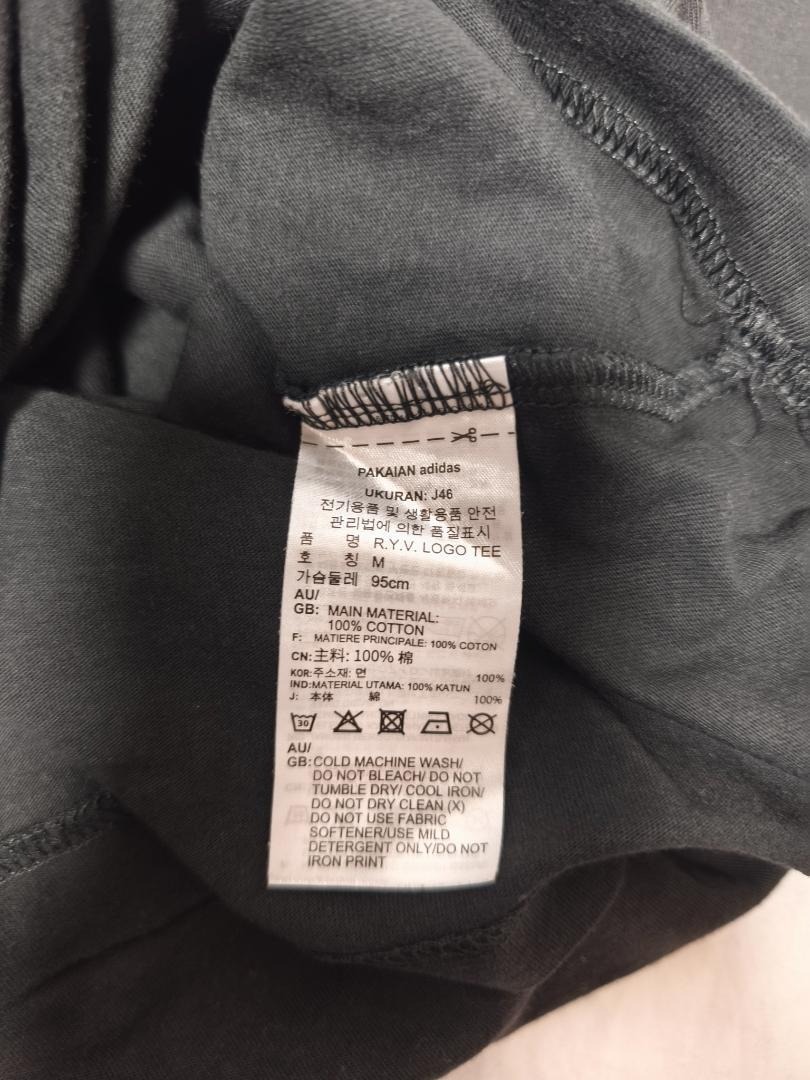 PAKAIAN adidas
UKURAN: J46
전기용품 및 생활용품 안전
관리법에 의한 품질표시
품 명 R.Y.V. LOGO TEE
호 칭 M
가슴둘레 95cm
AU/
GB: MAIN MATERIAL:
100% COTTON
F: MATIERE PRINCIPALE: 100% COTON
CN:主料: 100% 棉
KOR:주소재: 면 100%
IND:MATERIAL UTAMA: 100% KATUN
J: 本体 綿 100%
30
AU/
GB:COLD MACHINE WASH/
DO NOT BLEACH/ DO NOT
TUMBLE DRY/ COOL IRON/
DO NOT DRY CLEAN (X)
DO NOT USE FABRIC
SOFTENER/USE MILD
DETERGENT ONLY/DO NOT
IRON PRINT